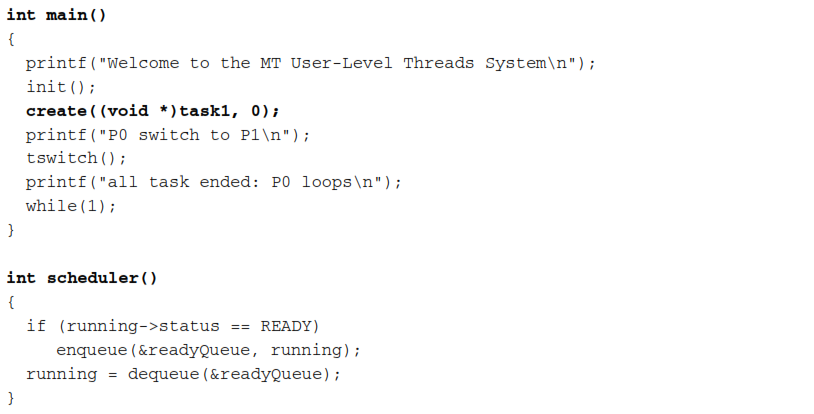 int main()
{
  printf("Welcome to the MT User-Level Threads System\n");
  init();
  create((void *)task1, 0);
  printf("P0 switch to P1\n");
  tswitch();
  printf("all task ended: P0 loops\n");
  while(1);
}

int scheduler()
{
  if (running->status == READY)
     enqueue(&readyQueue, running);
  running = dequeue(&readyQueue);
}